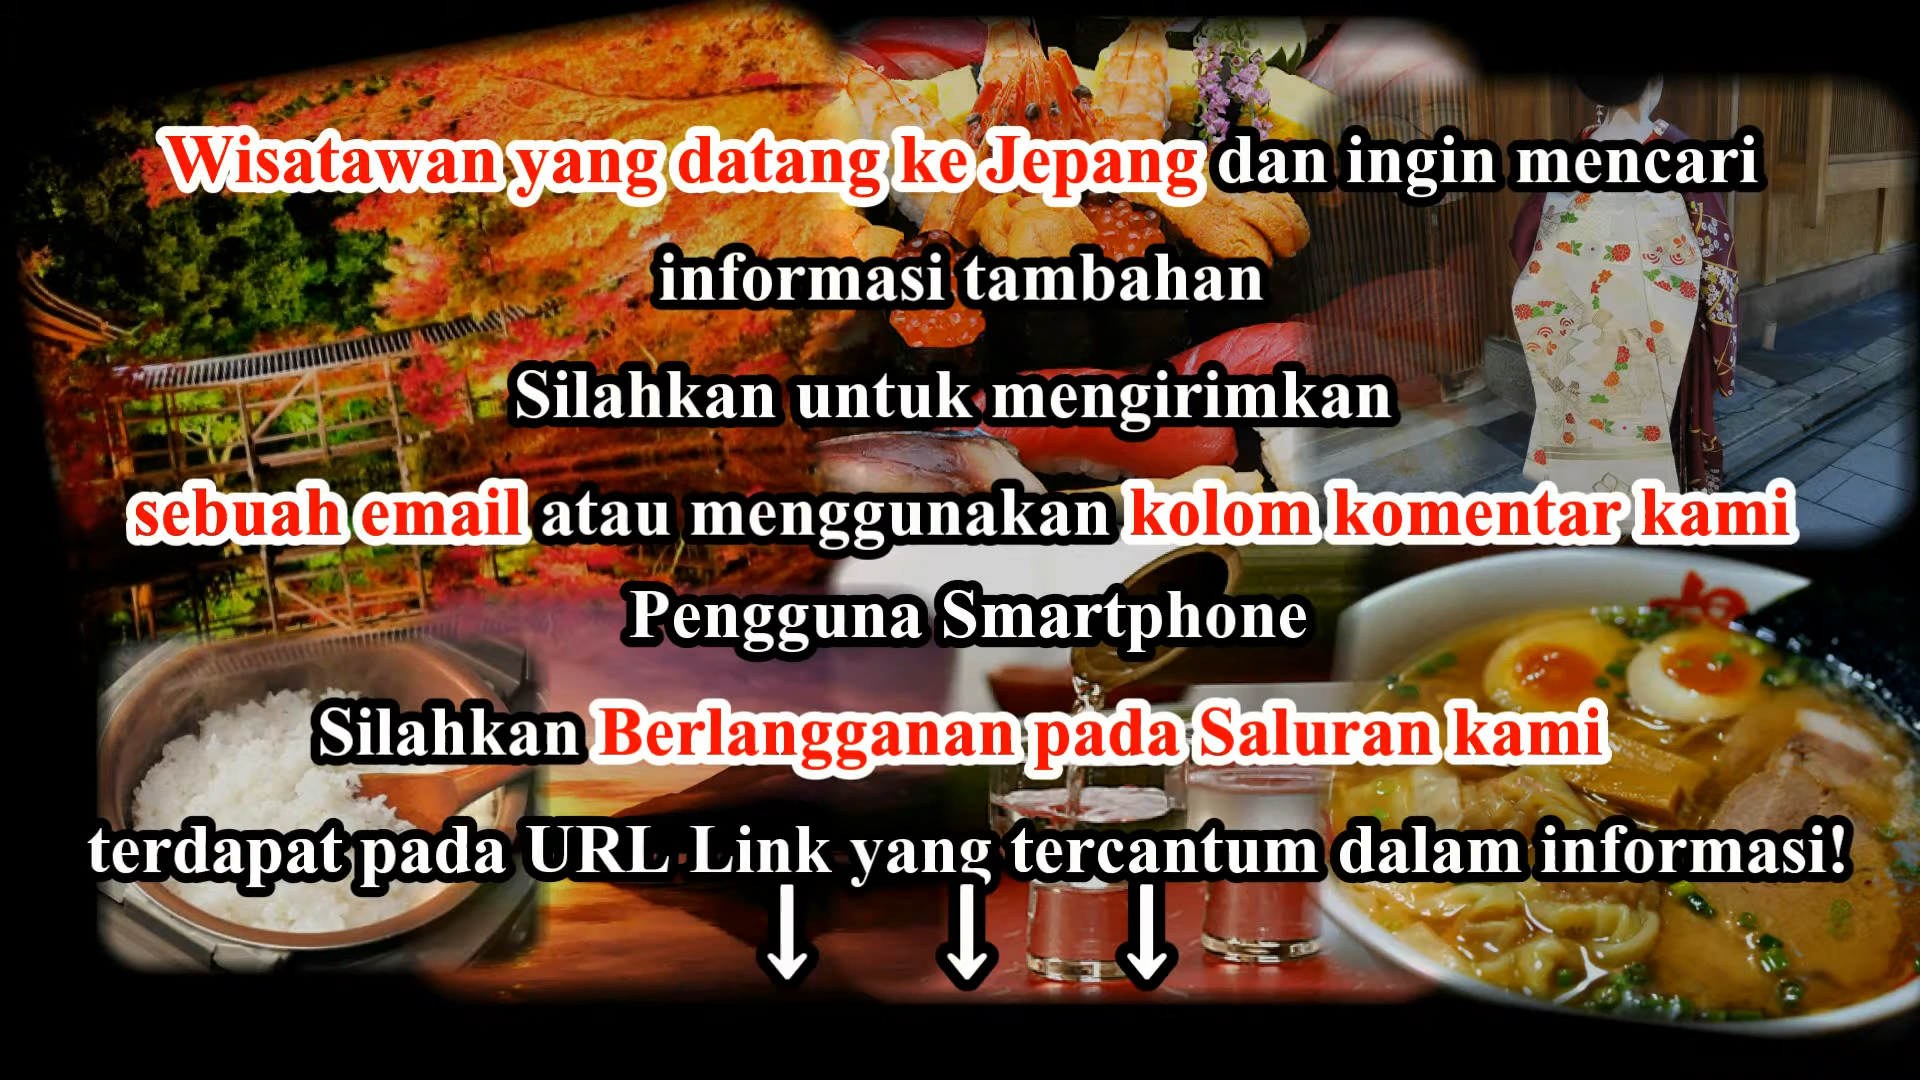 Wisatawan yang datang ke Jepang dan ingin mencari
informasi tambahan
Silahkan untuk mengirimkan
sebuah email atau menggunakan kolom komentar kami
Pengguna Smartphone
Silahkan Berlangganan pada Saluran kami
terdapat pada URL Link yang tercantum dalam informasi!